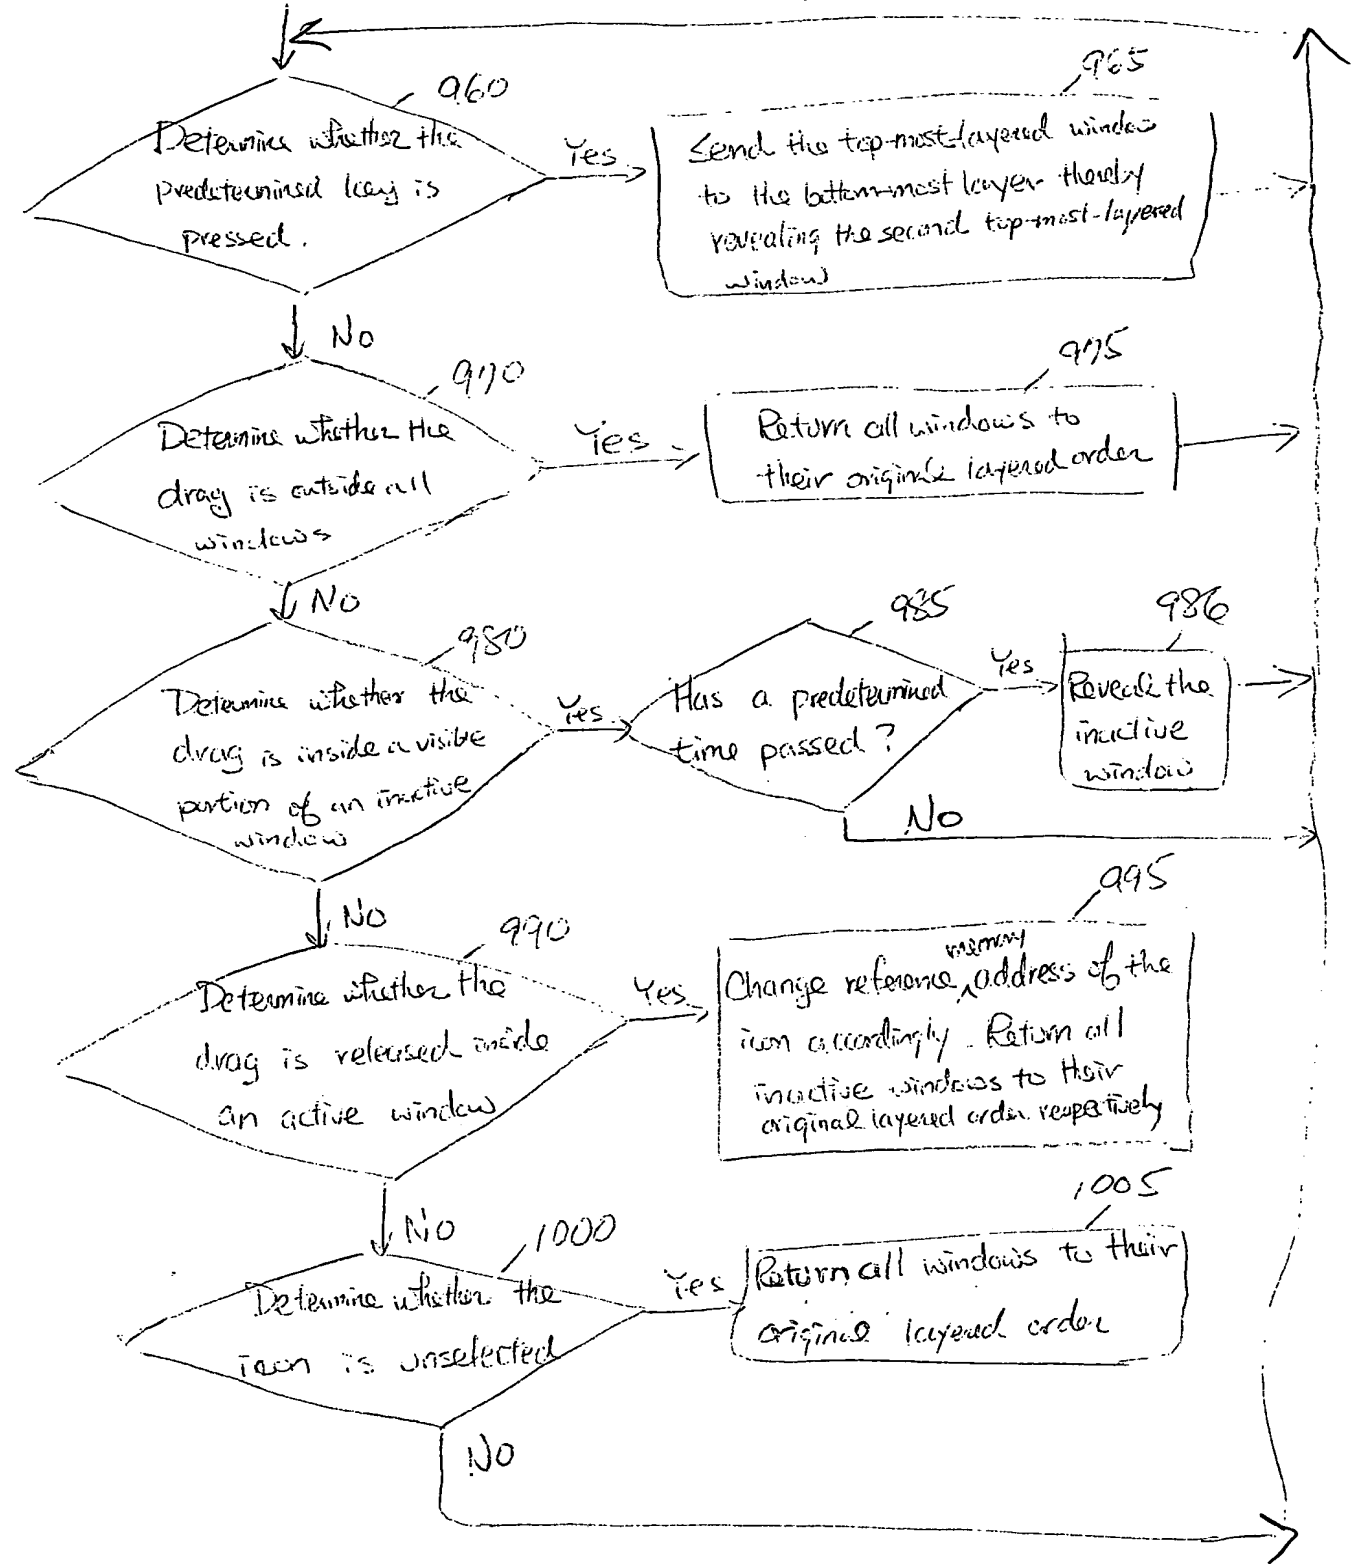 960
Determine whether the
predetermined key is
pressed.
Yes
965
Send the top-most-layered window
to the bottom-most layer thereby
revealing the second top-most-layered
window
No
970
Determine whether the
drag is outside all
windows
Yes
975
Return all windows to
their original layered order
No
980
Determine whether the
drag is inside a visible
portion of an inactive
window
Yes
985
Has a predetermined
time passed?
Yes
986
Reveal the
inactive
window
No
No
990
Determine whether the
drag is released inside
an active window
Yes
995
memory
Change reference address of the
icon accordingly. Return all
inactive windows to their
original layered order respectively
No
1000
Determine whether the
icon is unselected
Yes
1005
Return all windows to their
original layered order
No